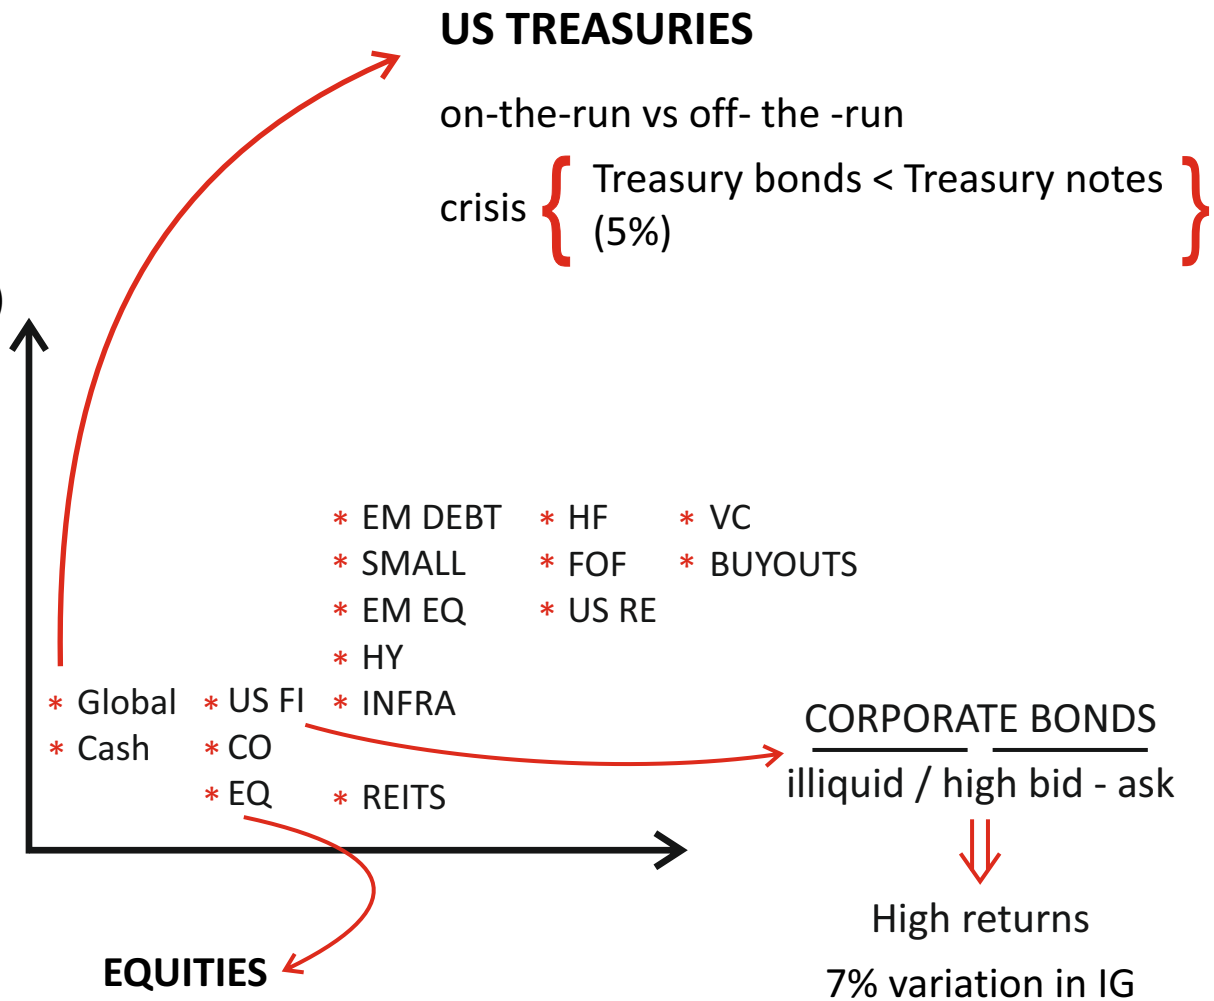 US TREASURIES
on-the-run vs off- the -run
crisis { Treasury bonds < Treasury notes }
(5%)
)
* EM DEBT * HF * VC
* SMALL * FOF * BUYOUTS
* EM EQ * US RE
* HY
* Global * US FI * INFRA
* Cash * CO
* EQ * REITS
CORPORATE BONDS
illiquid / high bid - ask
High returns
7% variation in IG
EQUITIES